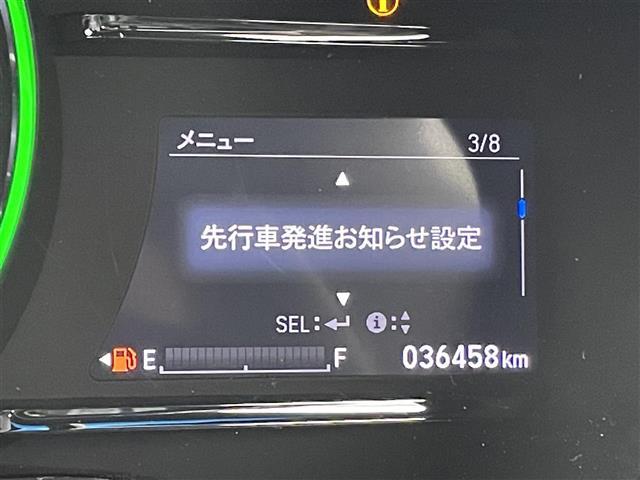 メニュー 3/8
▲
先行車発進お知らせ設定
▼
SEL:↵ i:▲▼
◀ E F 036458km